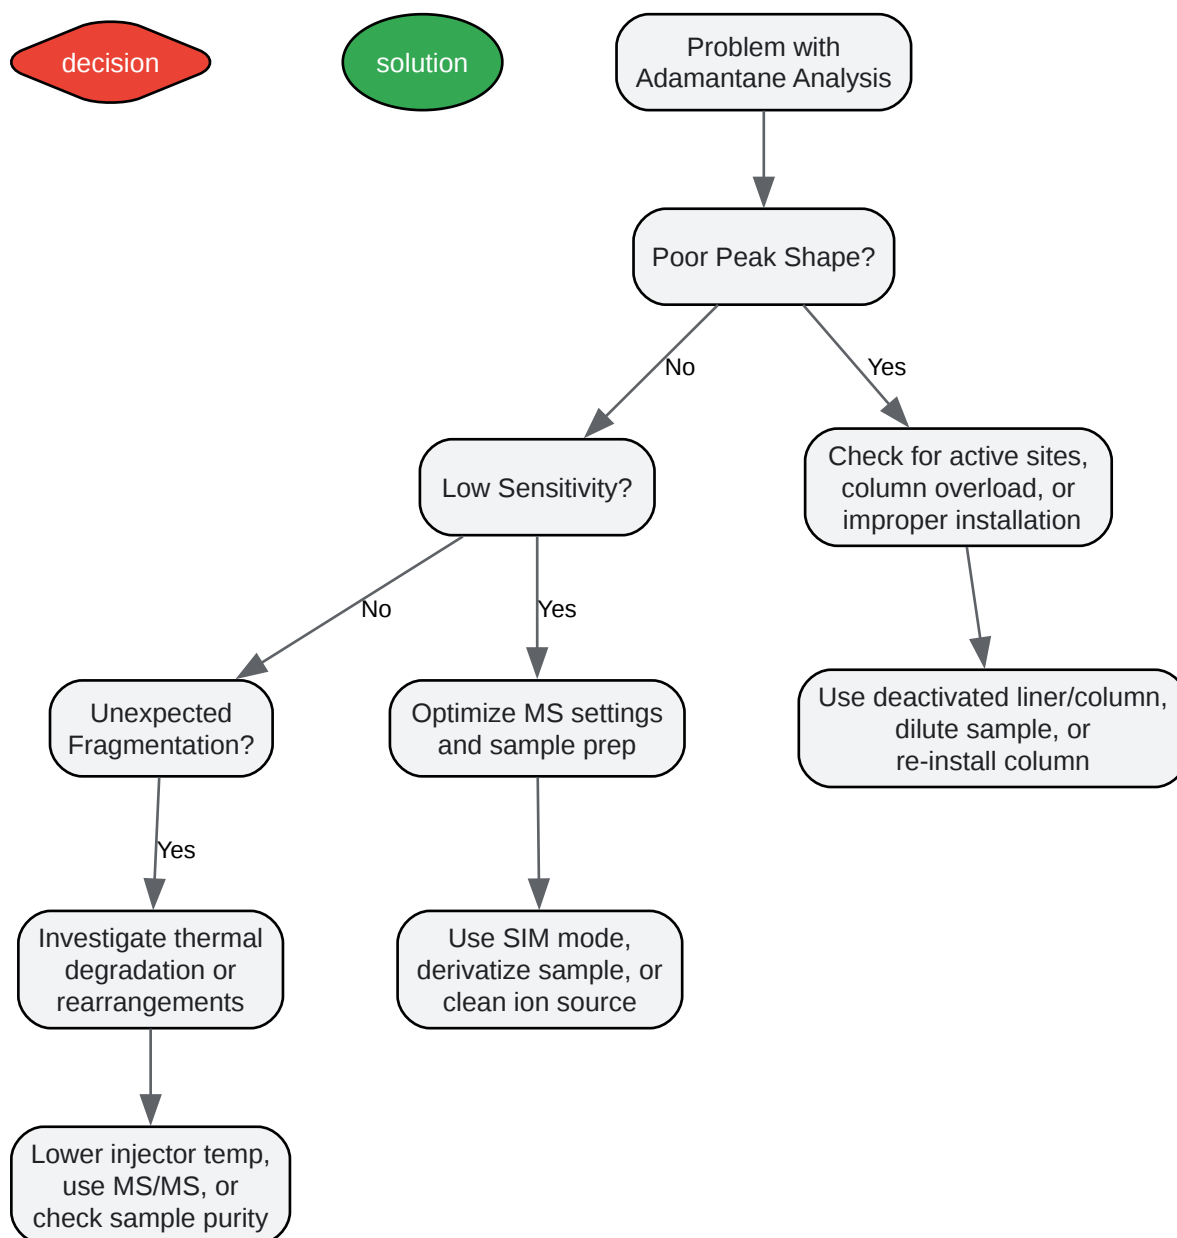 decision
solution
Problem with
Adamantane Analysis
Poor Peak Shape?
No
Yes
Low Sensitivity?
Check for active sites,
column overload, or
improper installation
No
Yes
Unexpected
Fragmentation?
Optimize MS settings
and sample prep
Use deactivated liner/column,
dilute sample, or
re-install column
Yes
Investigate thermal
degradation or
rearrangements
Use SIM mode,
derivatize sample, or
clean ion source
Lower injector temp,
use MS/MS, or
check sample purity